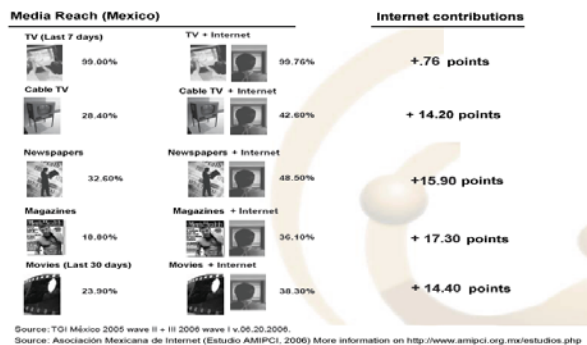 Media Reach (Mexico) Internet contributions
TV (Last 7 days) TV + Internet
99.00% 99.76% +.76 points
Cable TV Cable TV + Internet
28.40% 42.60% + 14.20 points
Newspapers Newspapers + Internet
32.60% 48.50% +15.90 points
Magazines Magazines + Internet
18.80% 36.10% + 17.30 points
Movies (Last 30 days) Movies + Internet
23.90% 38.30% + 14.40 points
Source: TGI México 2005 wave II + III 2006 wave I v.06.20.2006.
Source: Asociación Mexicana de Internet (Estudio AMIPCI, 2006) More information on http://www.amipci.org.mx/estudios.php